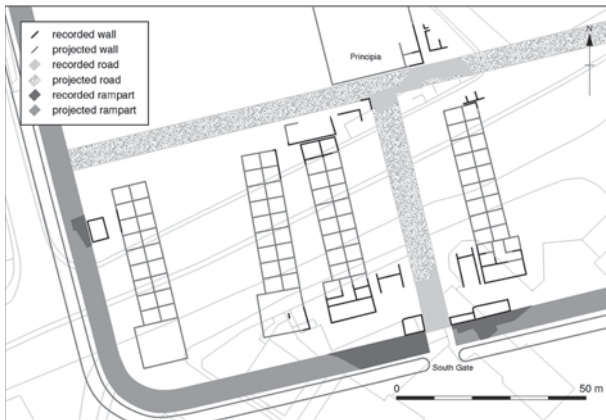 recorded wall
projected wall
recorded road
projected road
recorded rampart
projected rampart
Principia
N
South Gate
0
50 m